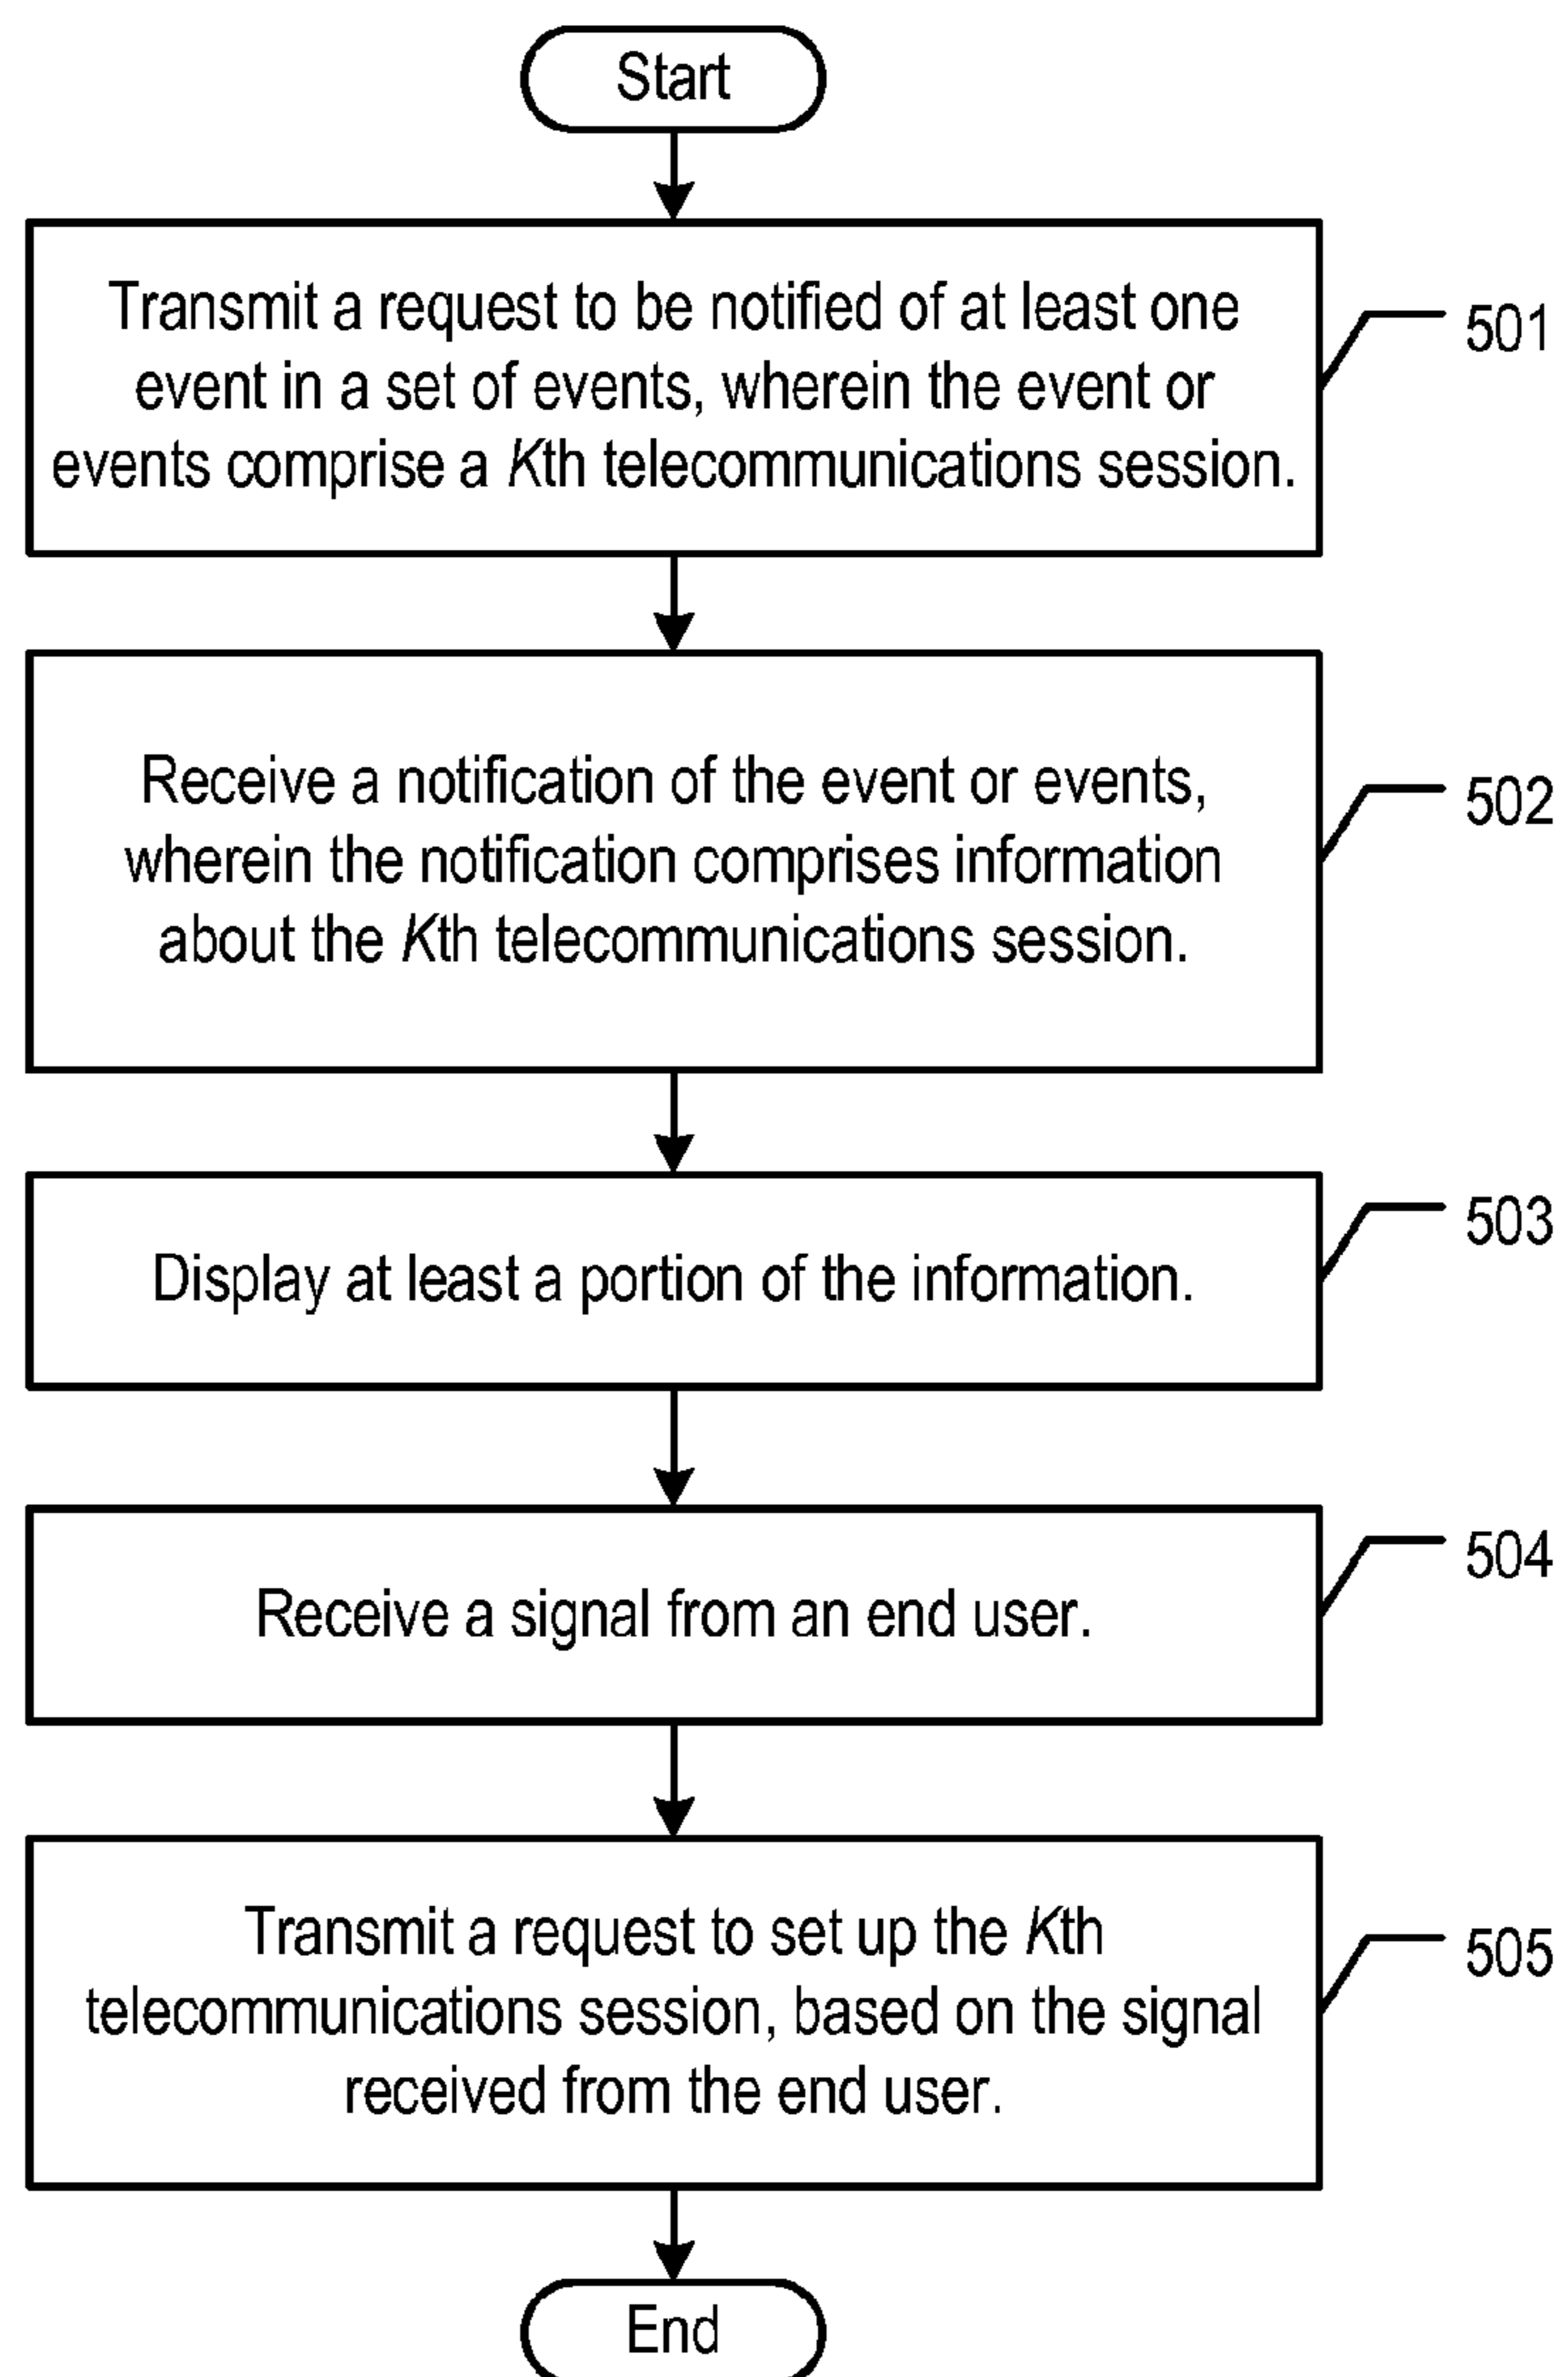 Start
Transmit a request to be notified of at least one
event in a set of events, wherein the event or
events comprise a Kth telecommunications session.
501
Receive a notification of the event or events,
wherein the notification comprises information
about the Kth telecommunications session.
502
Display at least a portion of the information.
503
Receive a signal from an end user.
504
Transmit a request to set up the Kth
telecommunications session, based on the signal
received from the end user.
505
End